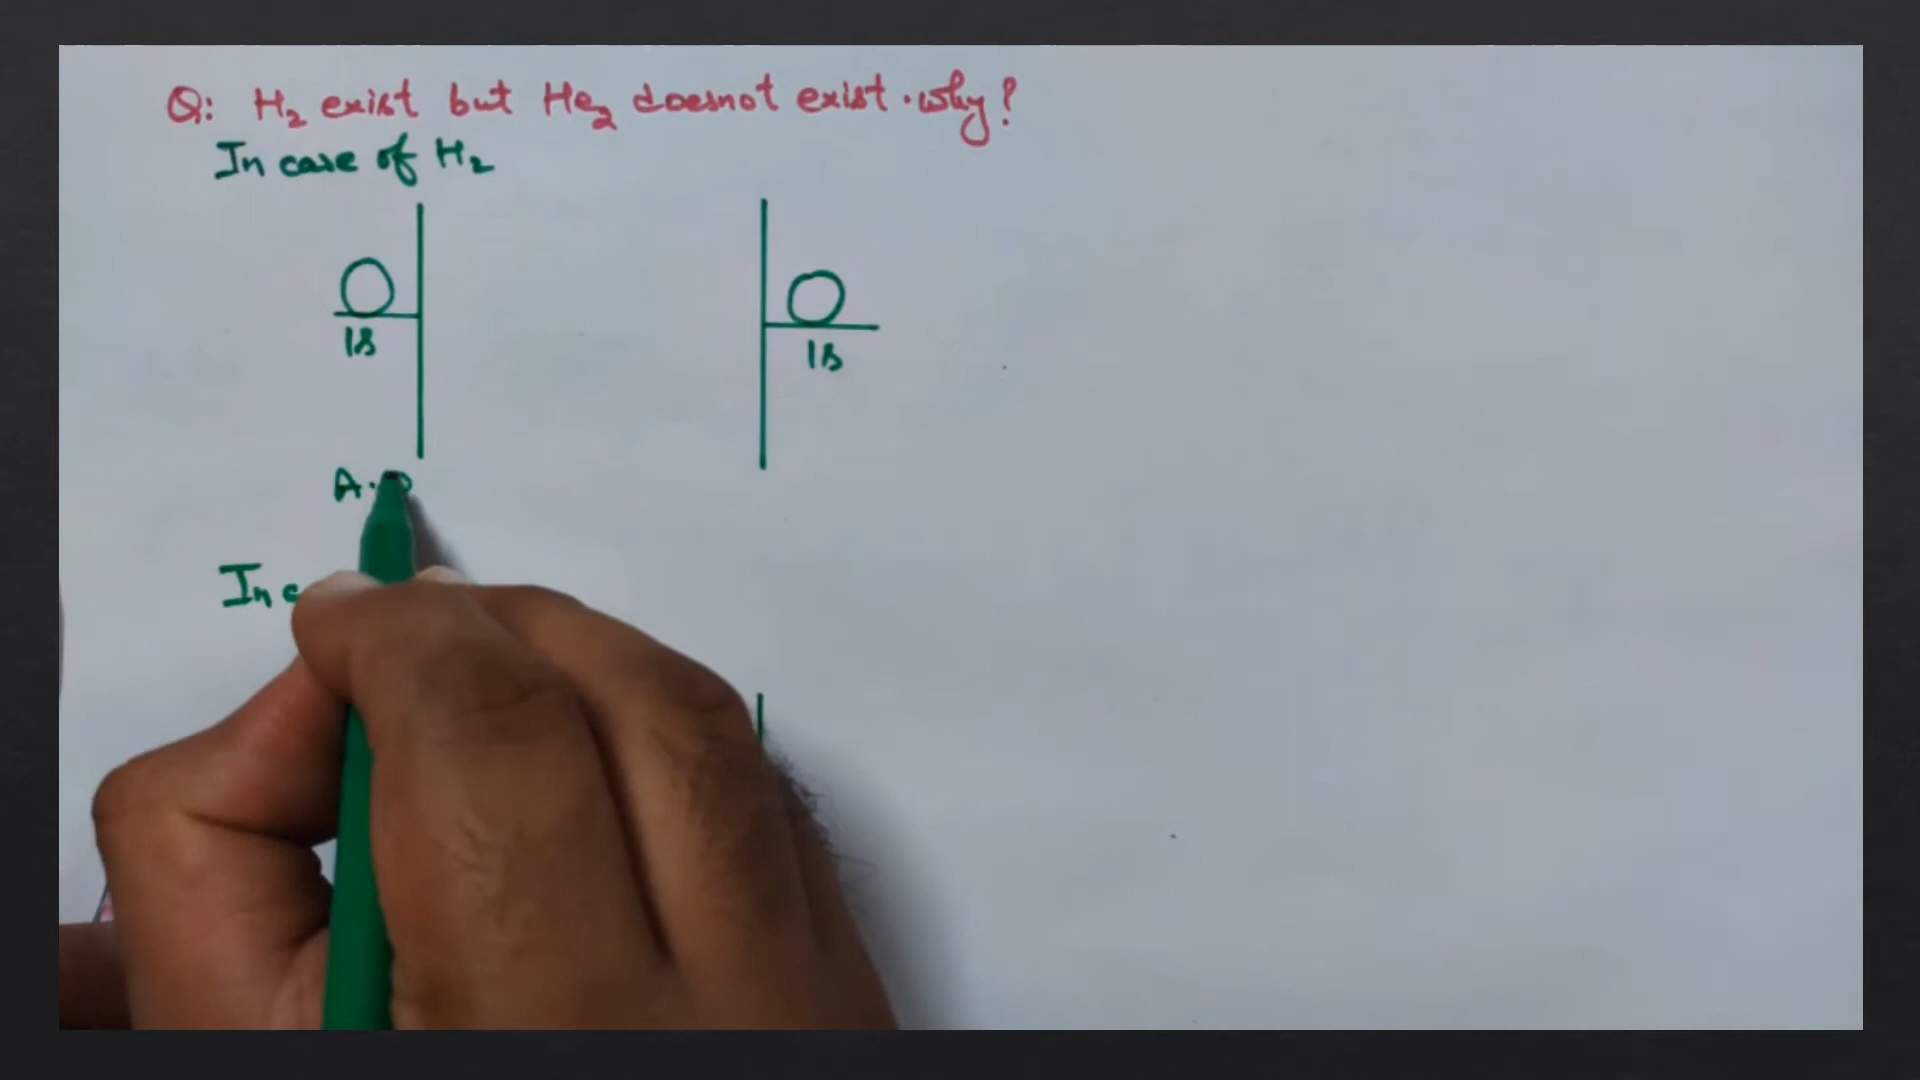 Q: H₂ exist but He₂ doesnot exist. why?
In case of H₂
1s 1s
A.O
In